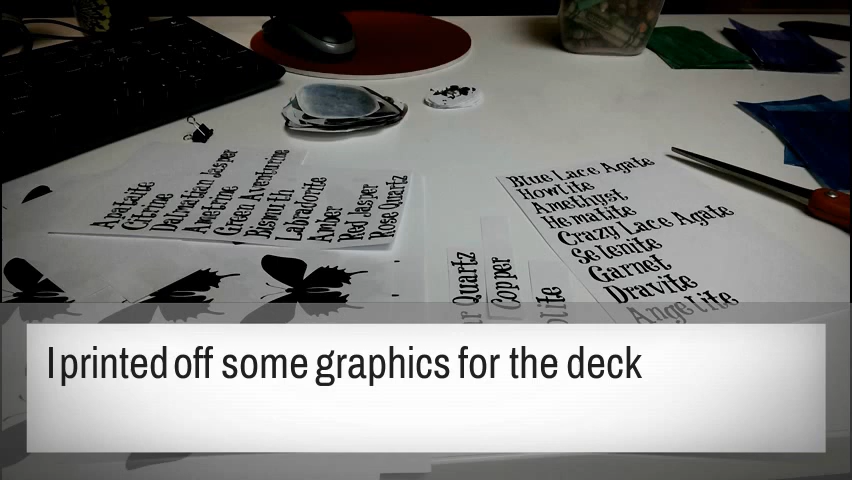 Apatite
Citrine
Dalmatian Jasper
Ametrine
Green Aventurine
Bismorth
Labradorite
Amber
Red Jasper
Rose Quartz
Blue Lace Agate
Howlite
Amethyst
Hematite
Crazy Lace Agate
Selenite
Garnet
Dravite
Angelite
Quartz
Copper
I printed off some graphics for the deck